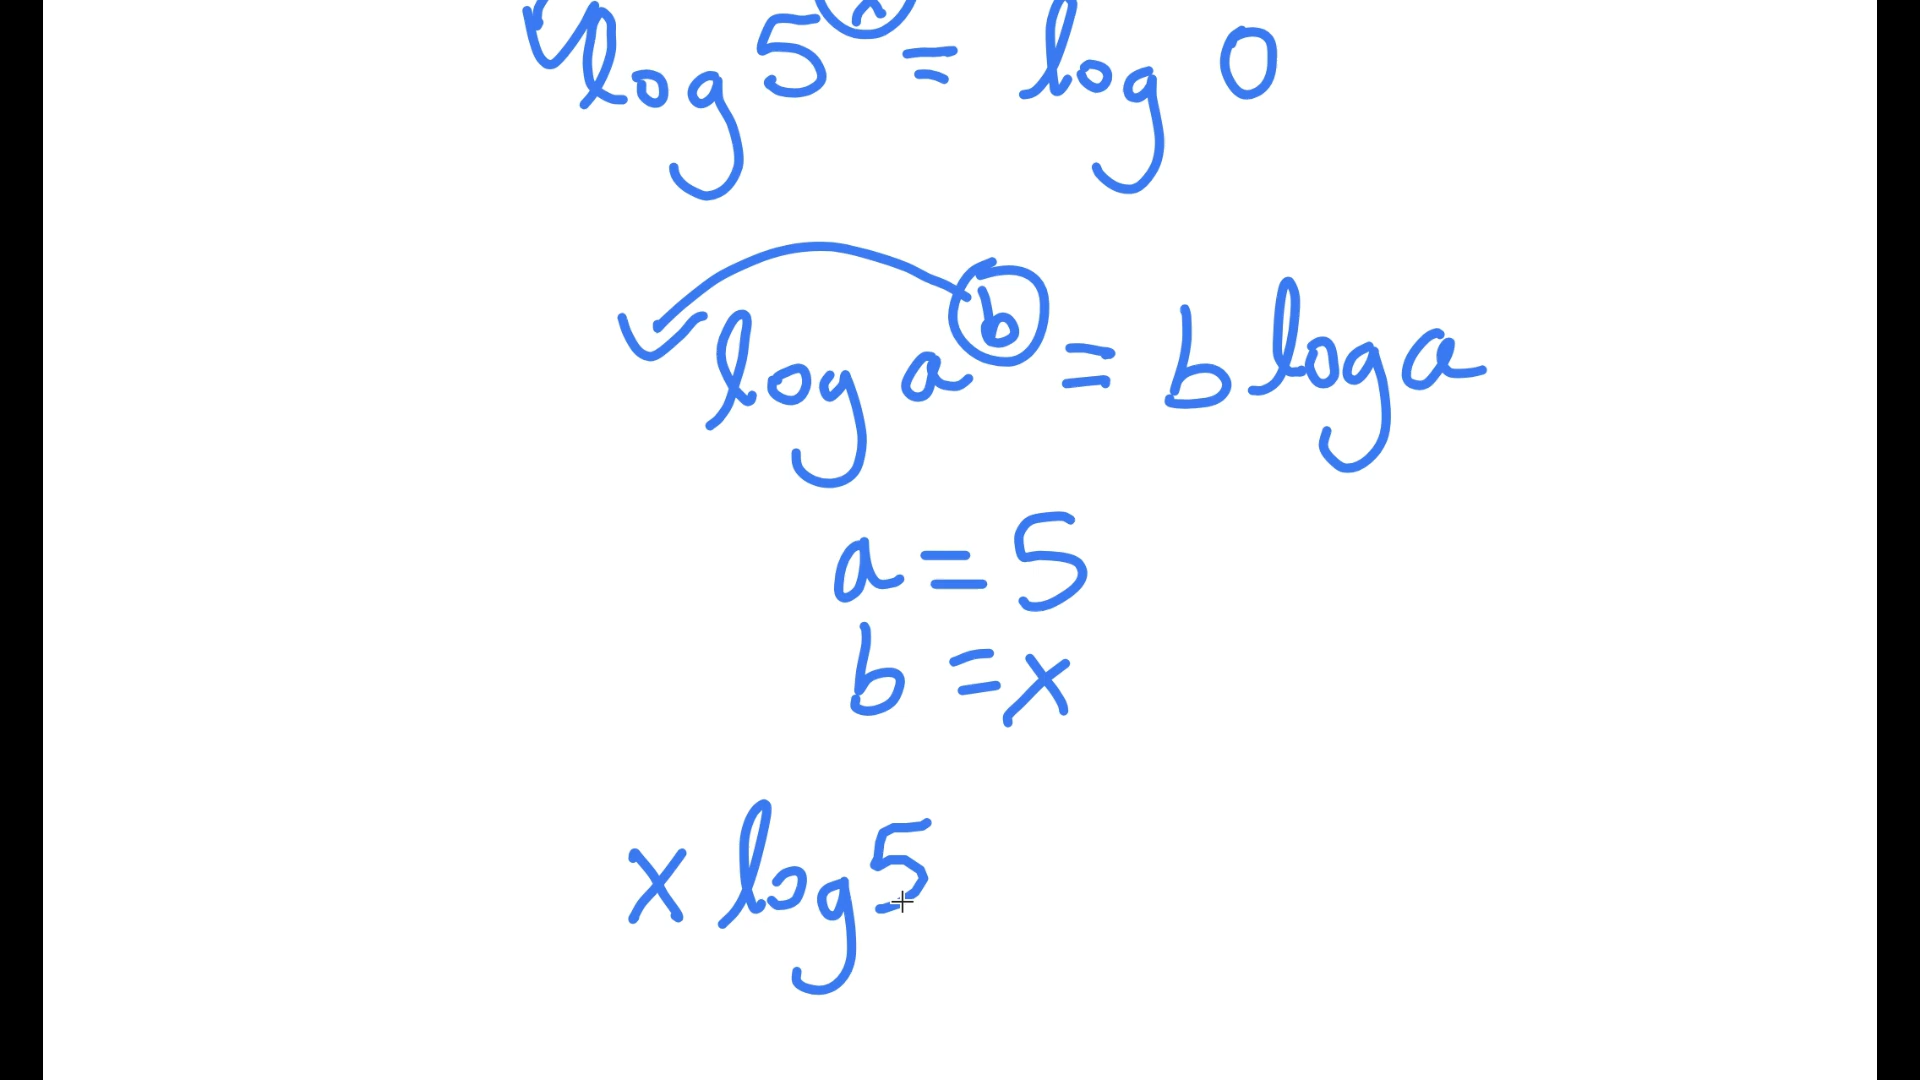 log 5^x = log 0
log a^b = b log a
a = 5
b = x
x log 5